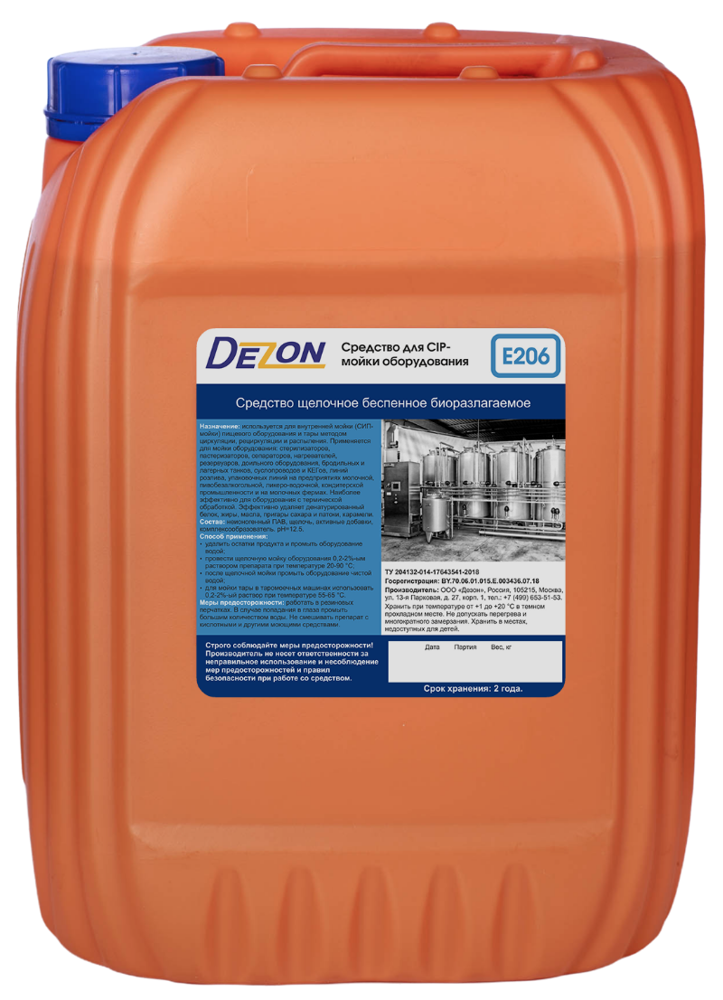 DEZON
Средство для CIP-
мойки оборудования
E206
Средство щелочное беспенное биоразлагаемое
Назначение: используется для внутренней мойки (СИП-
мойки) пищевого оборудования и тары методом
циркуляции, рециркуляции и распыления. Применяется
для мойки оборудования: стерилизаторов,
пастеризаторов, сепараторов, нагревателей,
резервуаров, доильного оборудования, бродильных и
лагерных танков, суслопроводов и КЕГов, линий
розлива, упаковочных линий на предприятиях молочной,
пивобезалкогольной, ликеро-водочной, кондитерской
промышленности и на молочных фермах. Наиболее
эффективно для оборудования с термической
обработкой. Эффективно удаляет денатурированный
белок, жиры, масла, пригары сахара и патоки, карамели.
Состав: неионогенный ПАВ, щелочь, активные добавки,
комплексообразователь. pH=12.5.
Способ применения:
• удалить остатки продукта и промыть оборудование
водой;
• провести щелочную мойку оборудования 0.2-2%-ым
раствором препарата при температуре 20-90 °С;
• после щелочной мойки промыть оборудование чистой
водой;
• для мойки тары в таромоечных машинах использовать
0.2-2%-ый раствор при температуре 55-65 °С.
Меры предосторожности: работать в резиновых
перчатках. В случае попадания в глаза промыть
большим количеством воды. Не смешивать препарат с
кислотными и другими моющими средствами.
ТУ 204132-014-17643541-2018
Госрегистрация: BY.70.06.01.015.Е.003436.07.18
Производитель: ООО «Дезон», Россия, 105215, Москва,
ул. 13-я Парковая, д. 27, корп. 1, тел.: +7 (499) 653-51-53.
Хранить при температуре от +1 до +20 °С в темном
прохладном месте. Не допускать перегрева и
многократного замерзания. Хранить в местах,
недоступных для детей.
Строго соблюдайте меры предосторожности!
Производитель не несет ответственности за
неправильное использование и несоблюдение
мер предосторожностей и правил
безопасности при работе со средством.
Дата Партия Вес, кг
Срок хранения: 2 года.